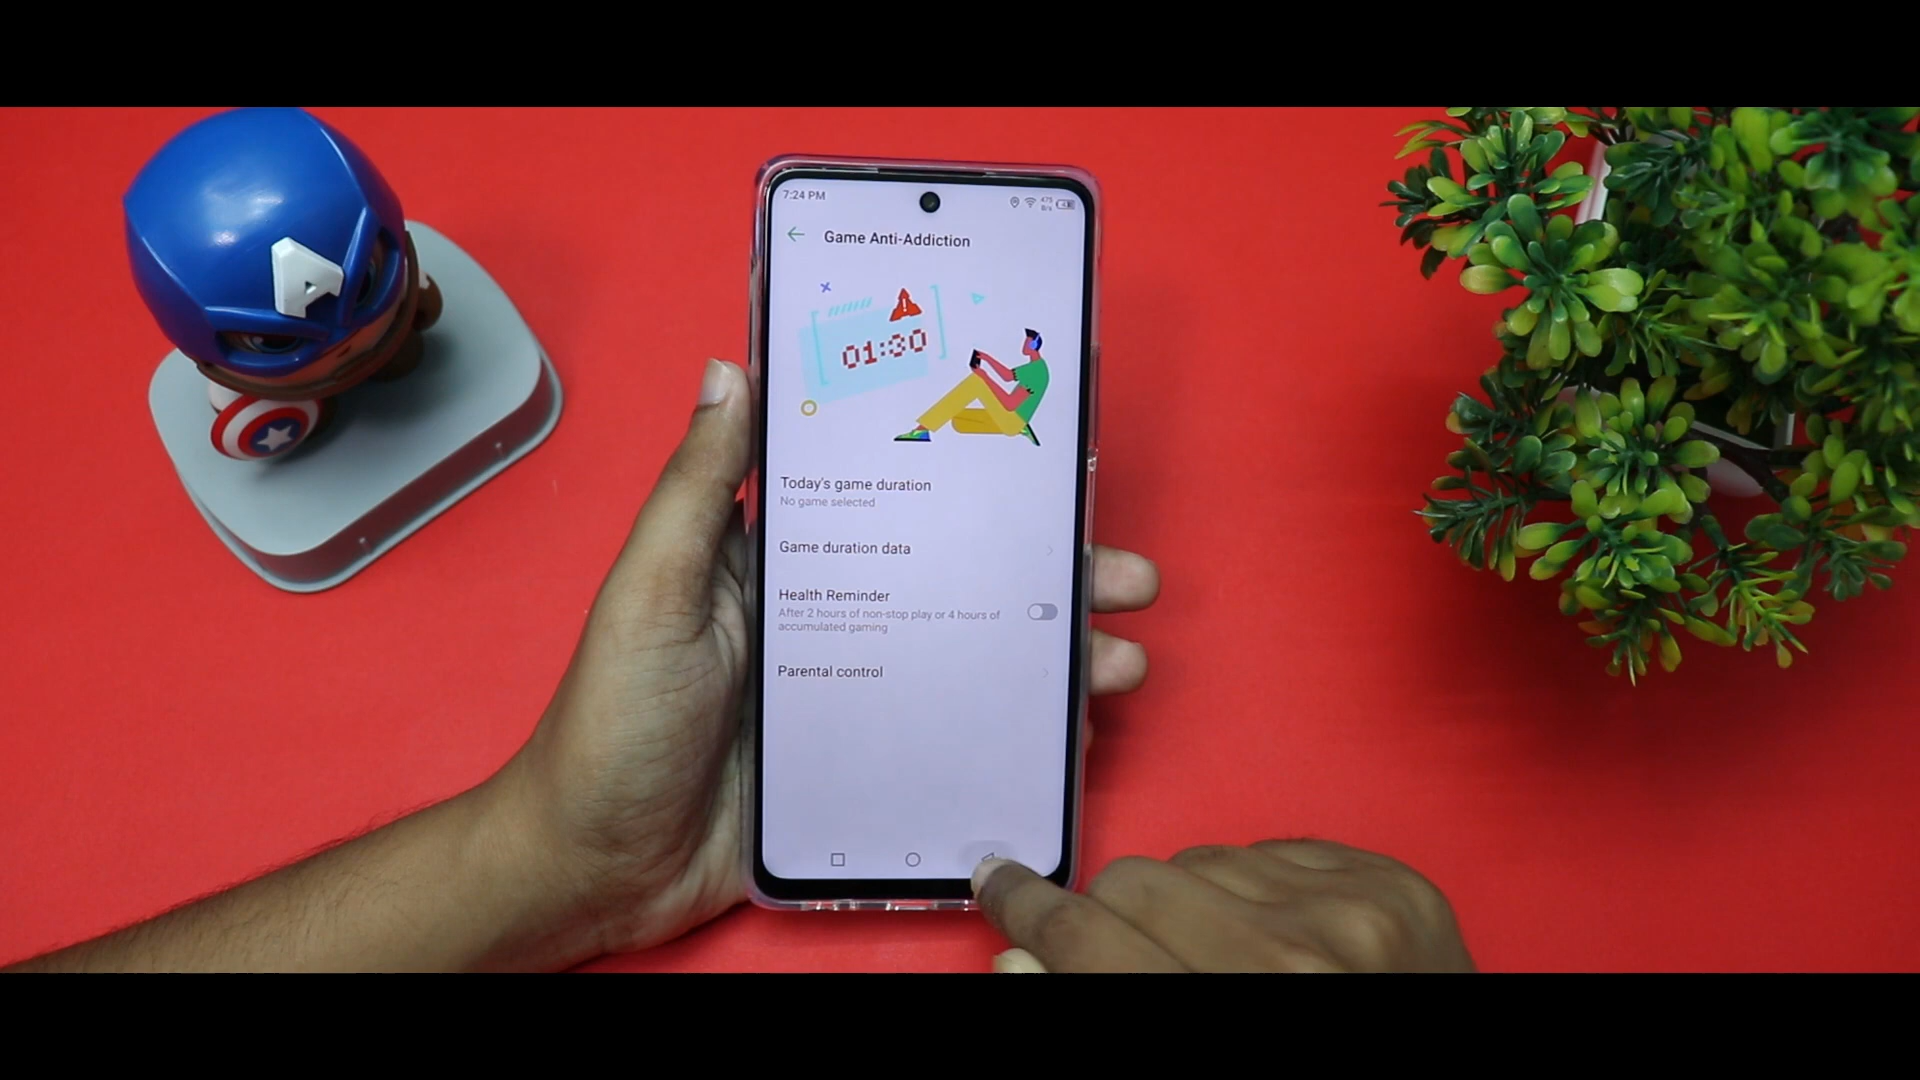 7:24 PM
475
B/s
Game Anti-Addiction
01:30
Today's game duration
No game selected
Game duration data
Health Reminder
After 2 hours of non-stop play or 4 hours of
accumulated gaming
Parental control
A